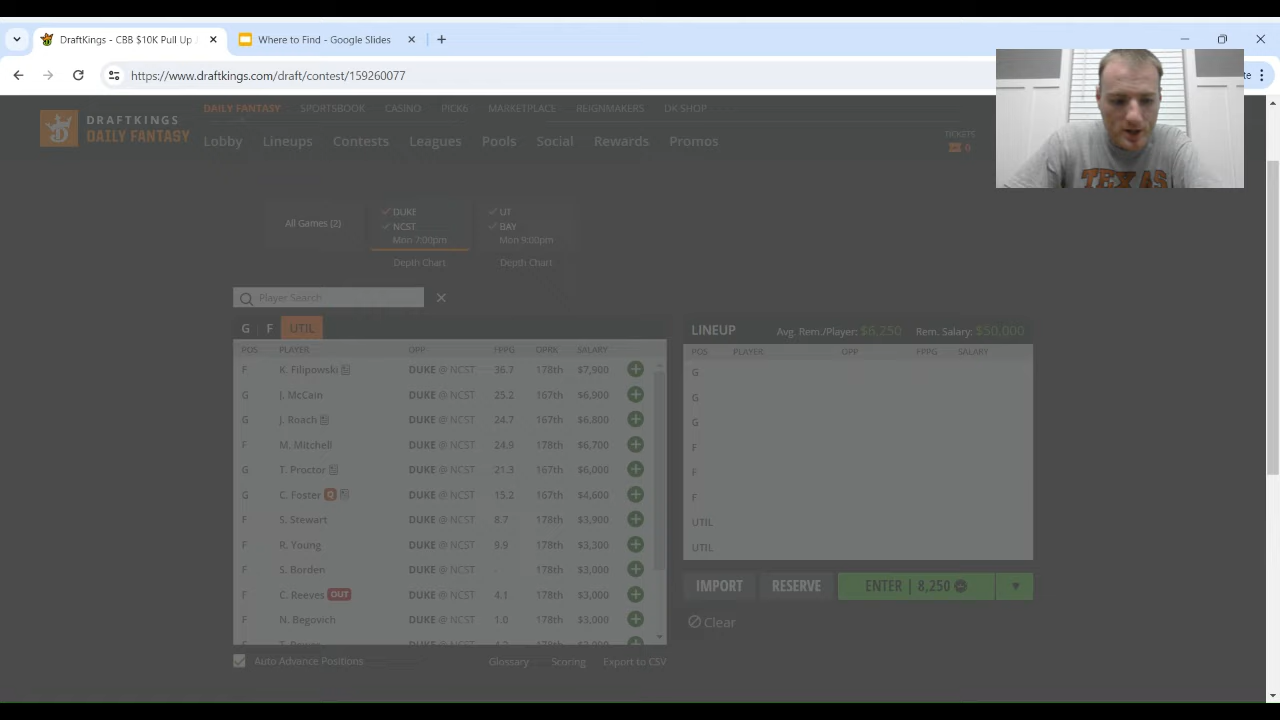 DraftKings - CBB $10K Pull Up
Where to Find - Google Slides
https://www.draftkings.com/draft/contest/159260077
DRAFTKINGS
DAILY FANTASY
DAILY FANTASY SPORTSBOOK CASINO PICK6 MARKETPLACE REIGNMAKERS DK SHOP
Lobby Lineups Contests Leagues Pools Social Rewards Promos
TICKETS
0
All Games (2)
DUKE
NCST
Mon 7:00pm
Depth Chart
UT
BAY
Mon 9:00pm
Depth Chart
Player Search
G F UTIL
POS PLAYER OPP FPPG OPRK SALARY
F K. Filipowski DUKE @ NCST 36.7 178th $7,900
G J. McCain DUKE @ NCST 25.2 167th $6,900
G J. Roach DUKE @ NCST 24.7 167th $6,800
F M. Mitchell DUKE @ NCST 24.9 178th $6,700
G T. Proctor DUKE @ NCST 21.3 167th $6,000
G C. Foster Q DUKE @ NCST 15.2 167th $4,600
F S. Stewart DUKE @ NCST 8.7 178th $3,900
F R. Young DUKE @ NCST 9.9 178th $3,300
F S. Borden DUKE @ NCST - 178th $3,000
F C. Reeves OUT DUKE @ NCST 4.1 178th $3,000
F N. Begovich DUKE @ NCST 1.0 178th $3,000
Auto Advance Positions
Glossary Scoring Export to CSV
LINEUP Avg. Rem./Player: $6,250 Rem. Salary: $50,000
POS PLAYER OPP FPPG SALARY
G
G
G
F
F
F
UTIL
UTIL
IMPORT RESERVE ENTER | 8,250
Clear
TEXAS